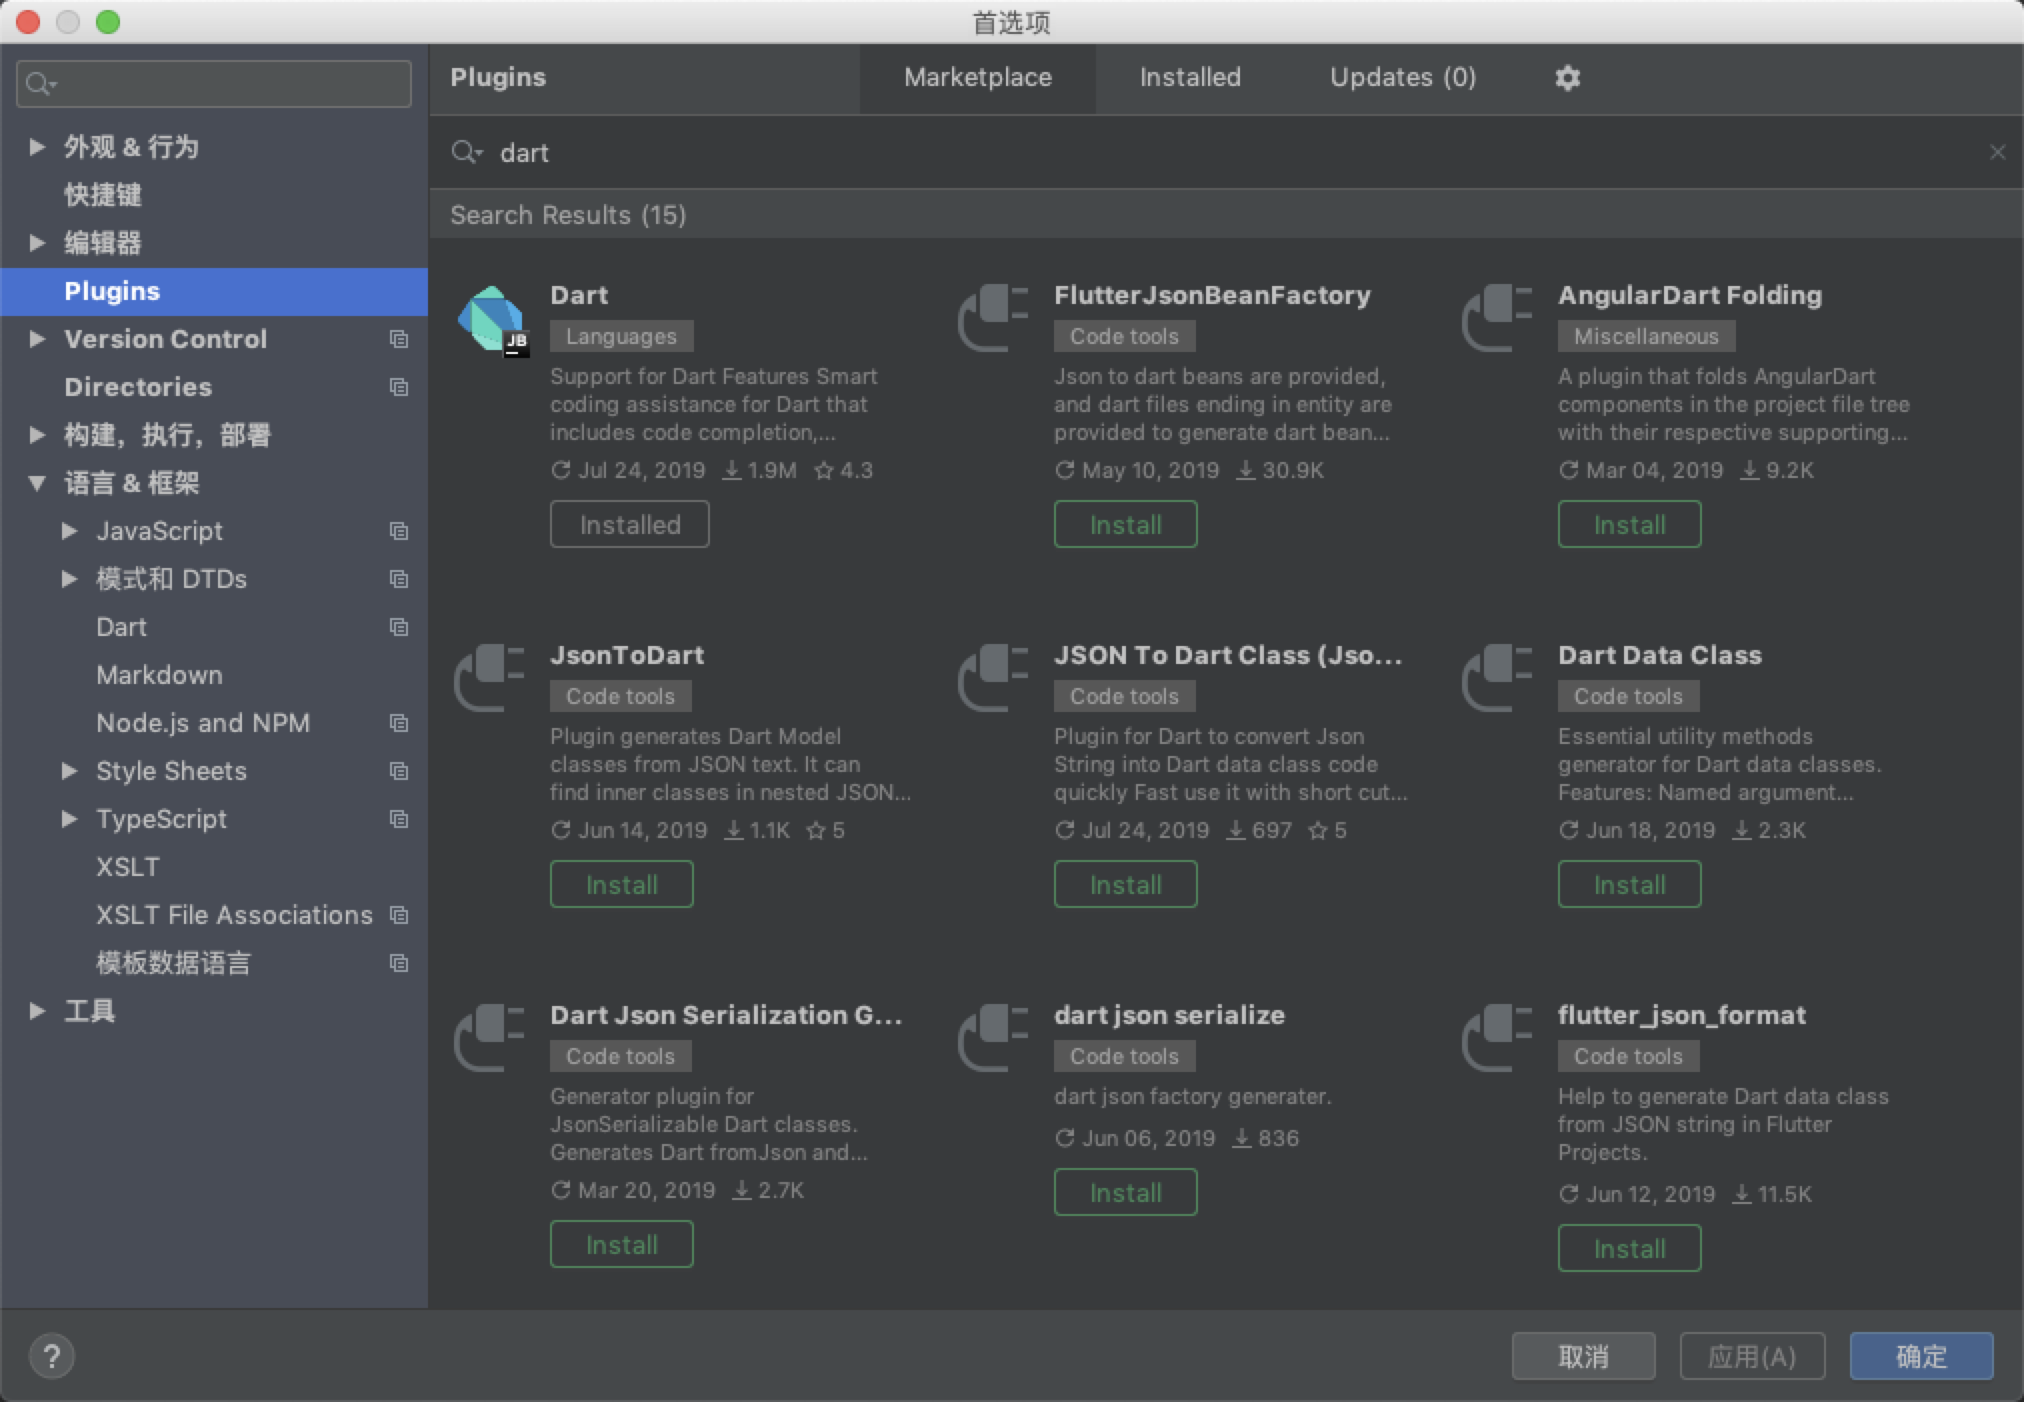 首选项
外观 & 行为
快捷键
编辑器
Plugins
Version Control
Directories
构建，执行，部署
语言 & 框架
JavaScript
模式和 DTDs
Dart
Markdown
Node.js and NPM
Style Sheets
TypeScript
XSLT
XSLT File Associations
模板数据语言
工具
Plugins
Marketplace
Installed
Updates (0)
dart
Search Results (15)
Dart
Languages
Support for Dart Features Smart
coding assistance for Dart that
includes code completion,...
Jul 24, 2019 1.9M 4.3
Installed
JB
FlutterJsonBeanFactory
Code tools
Json to dart beans are provided,
and dart files ending in entity are
provided to generate dart bean...
May 10, 2019 30.9K
Install
AngularDart Folding
Miscellaneous
A plugin that folds AngularDart
components in the project file tree
with their respective supporting...
Mar 04, 2019 9.2K
Install
JsonToDart
Code tools
Plugin generates Dart Model
classes from JSON text. It can
find inner classes in nested JSON...
Jun 14, 2019 1.1K 5
Install
JSON To Dart Class (Jso...
Code tools
Plugin for Dart to convert Json
String into Dart data class code
quickly Fast use it with short cut...
Jul 24, 2019 697 5
Install
Dart Data Class
Code tools
Essential utility methods
generator for Dart data classes.
Features: Named argument...
Jun 18, 2019 2.3K
Install
Dart Json Serialization G...
Code tools
Generator plugin for
JsonSerializable Dart classes.
Generates Dart fromJson and...
Mar 20, 2019 2.7K
Install
dart json serialize
Code tools
dart json factory generater.
Jun 06, 2019 836
Install
flutter_json_format
Code tools
Help to generate Dart data class
from JSON string in Flutter
Projects.
Jun 12, 2019 11.5K
Install
?
取消
应用(A)
确定